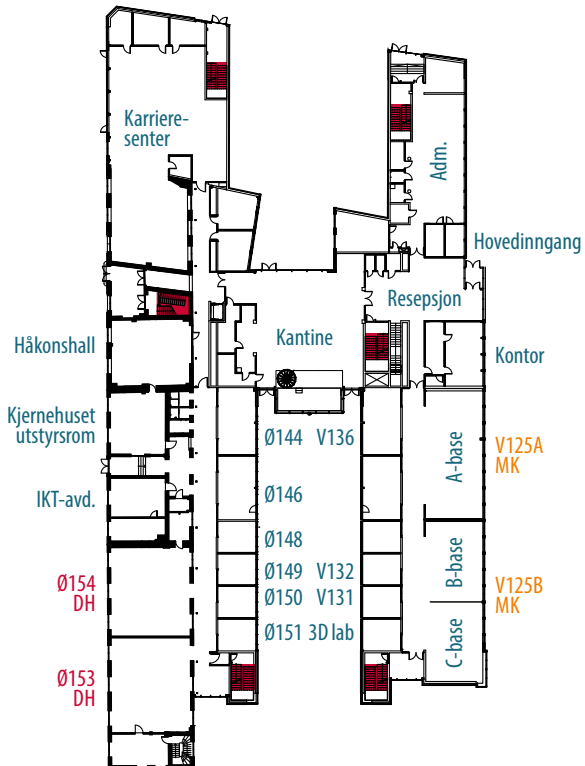 Karriere-
senter
Adm.
Hovedinngang
Resepsjon
Håkonshall
Kantine
Kontor
Kjernehuset
utstyrsrom
Ø144 V136
A-base
V125A
MK
IKT-avd.
Ø146
Ø148
Ø154
DH
Ø149 V132
B-base
V125B
MK
Ø150 V131
Ø151 3D lab
C-base
Ø153
DH